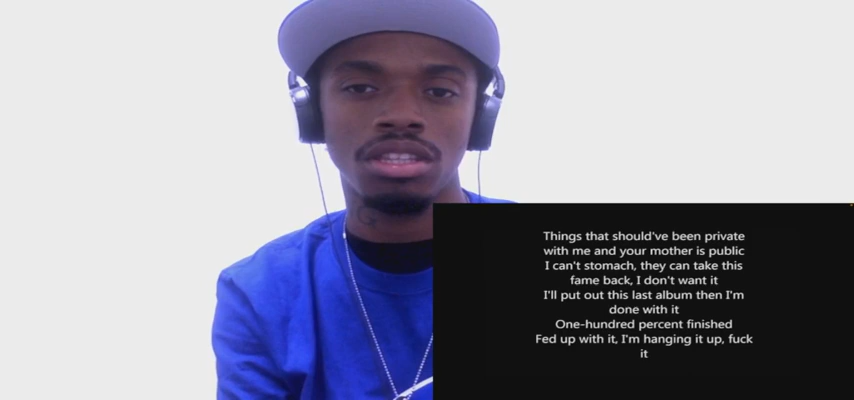 Things that should've been private
with me and your mother is public
I can't stomach, they can take this
fame back, I don't want it
I'll put out this last album then I'm
done with it
One-hundred percent finished
Fed up with it, I'm hanging it up, fuck
it